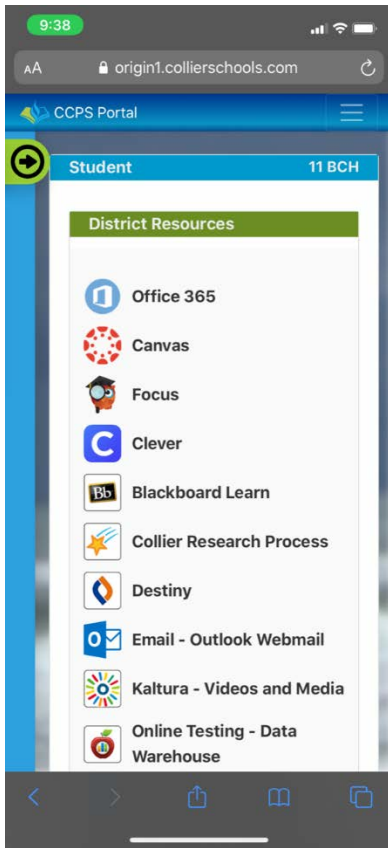 9:38
AA origin1.collierschools.com
CCPS Portal
Student 11 BCH
District Resources
Office 365
Canvas
Focus
C Clever
Bb Blackboard Learn
Collier Research Process
Destiny
o Email - Outlook Webmail
Kaltura - Videos and Media
Online Testing - Data
Warehouse